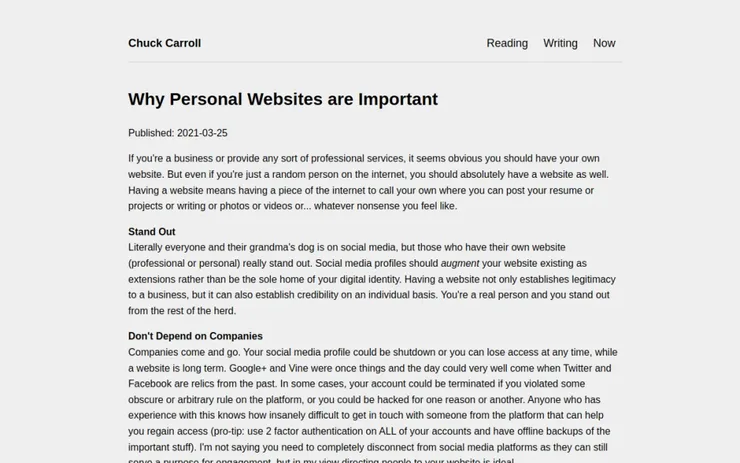 Chuck Carroll
Reading Writing Now
Why Personal Websites are Important
Published: 2021-03-25
If you're a business or provide any sort of professional services, it seems obvious you should have your own
website. But even if you're just a random person on the internet, you should absolutely have a website as well.
Having a website means having a piece of the internet to call your own where you can post your resume or
projects or writing or photos or videos or... whatever nonsense you feel like.
Stand Out
Literally everyone and their grandma's dog is on social media, but those who have their own website
(professional or personal) really stand out. Social media profiles should augment your website existing as
extensions rather than be the sole home of your digital identity. Having a website not only establishes legitimacy
to a business, but it can also establish credibility on an individual basis. You're a real person and you stand out
from the rest of the herd.
Don't Depend on Companies
Companies come and go. Your social media profile could be shutdown or you can lose access at any time, while
a website is long term. Google+ and Vine were once things and the day could very well come when Twitter and
Facebook are relics from the past. In some cases, your account could be terminated if you violated some
obscure or arbitrary rule on the platform, or you could be hacked for one reason or another. Anyone who has
experience with this knows how insanely difficult to get in touch with someone from the platform that can help
you regain access (pro-tip: use 2 factor authentication on ALL of your accounts and have offline backups of the
important stuff). I'm not saying you need to completely disconnect from social media platforms as they can still
serve a purpose for engagement, but in my view directing people to your website is ideal.